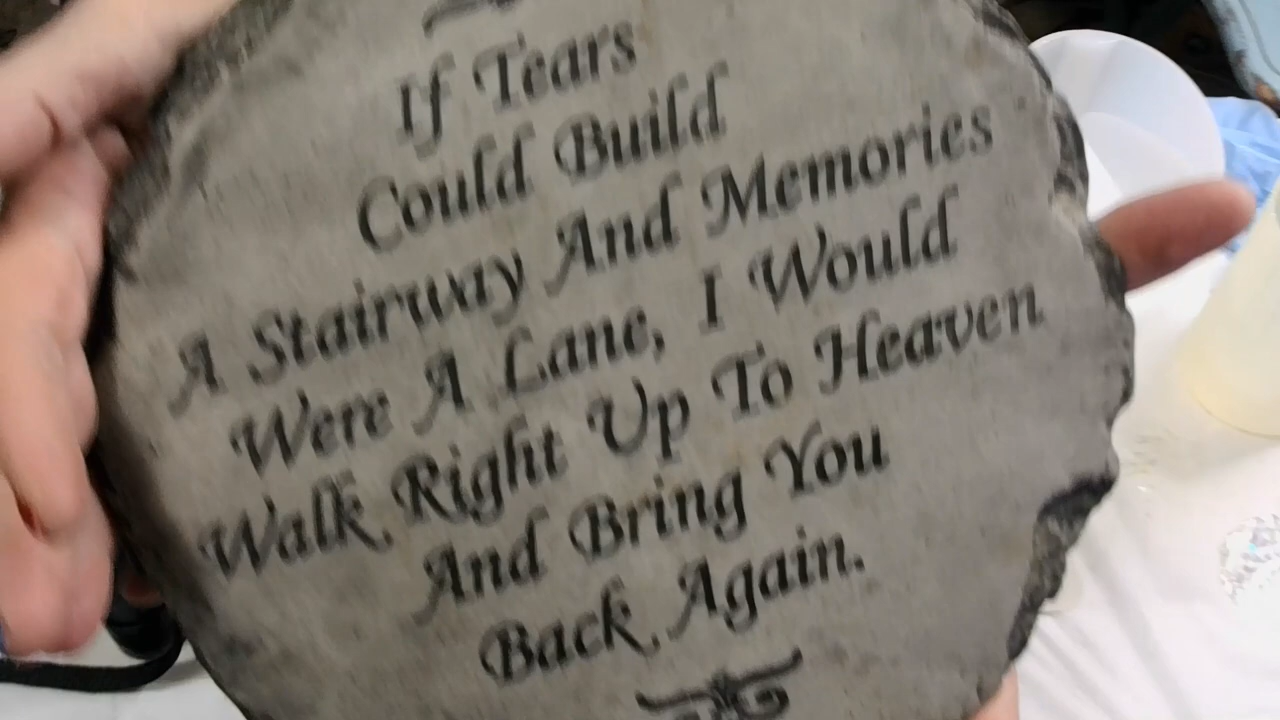 If Tears
Could Build
A Stairway And Memories
Were A Lane, I Would
Walk Right Up To Heaven
And Bring You
Back Again.